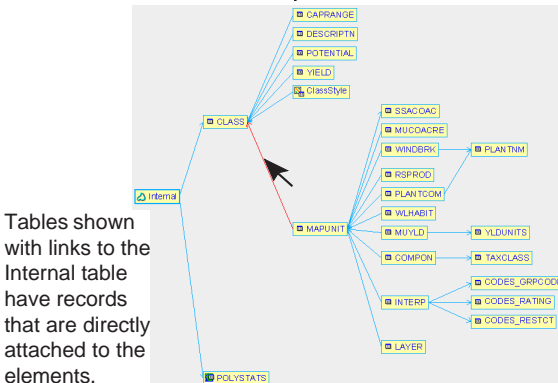 CAPRANGE
DESCRIPTN
POTENTIAL
YIELD
ClassStyle
CLASS
SSACOAC
MUCOACRE
WINDBRK
PLANTNM
RSPROD
PLANTCOM
Internal
WLHABIT
MAPUNIT
MUYLD
YLDUNITS
COMPON
TAXCLASS
CODES_GRPCODE
INTERP
CODES_RATING
CODES_RESTCT
LAYER
POLYSTATS
Tables shown
with links to the
Internal table
have records
that are directly
attached to the
elements.